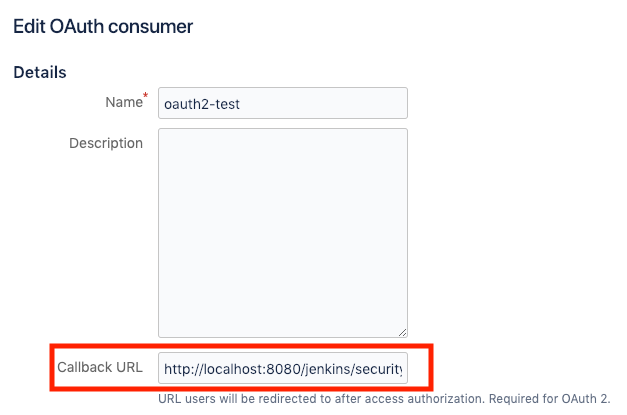 Edit OAuth consumer
Details
Name*
oauth2-test
Description
Callback URL
http://localhost:8080/jenkins/security
URL users will be redirected to after access authorization. Required for OAuth 2.